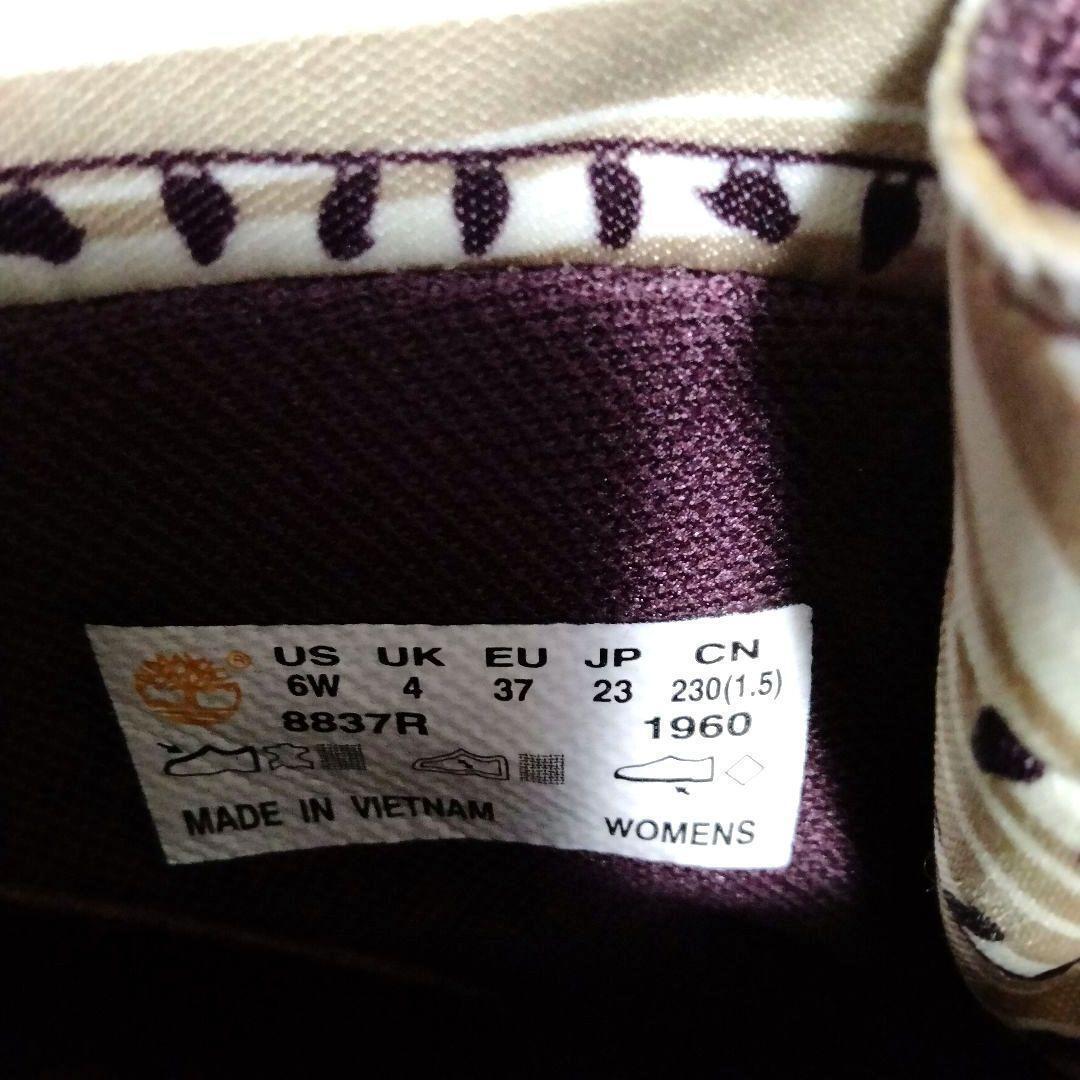 ® US UK EU JP CN
6W 4 37 23 230(1.5)
8837R 1960
MADE IN VIETNAM WOMENS